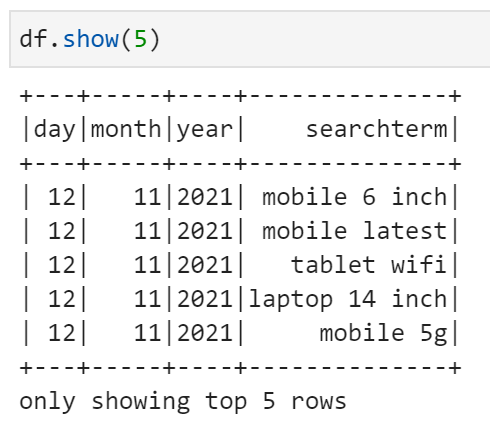 df.show(5)
+---+-----+----+--------------+
|day|month|year|    searchterm|
+---+-----+----+--------------+
| 12|   11|2021| mobile 6 inch|
| 12|   11|2021| mobile latest|
| 12|   11|2021|   tablet wifi|
| 12|   11|2021|laptop 14 inch|
| 12|   11|2021|     mobile 5g|
+---+-----+----+--------------+
only showing top 5 rows